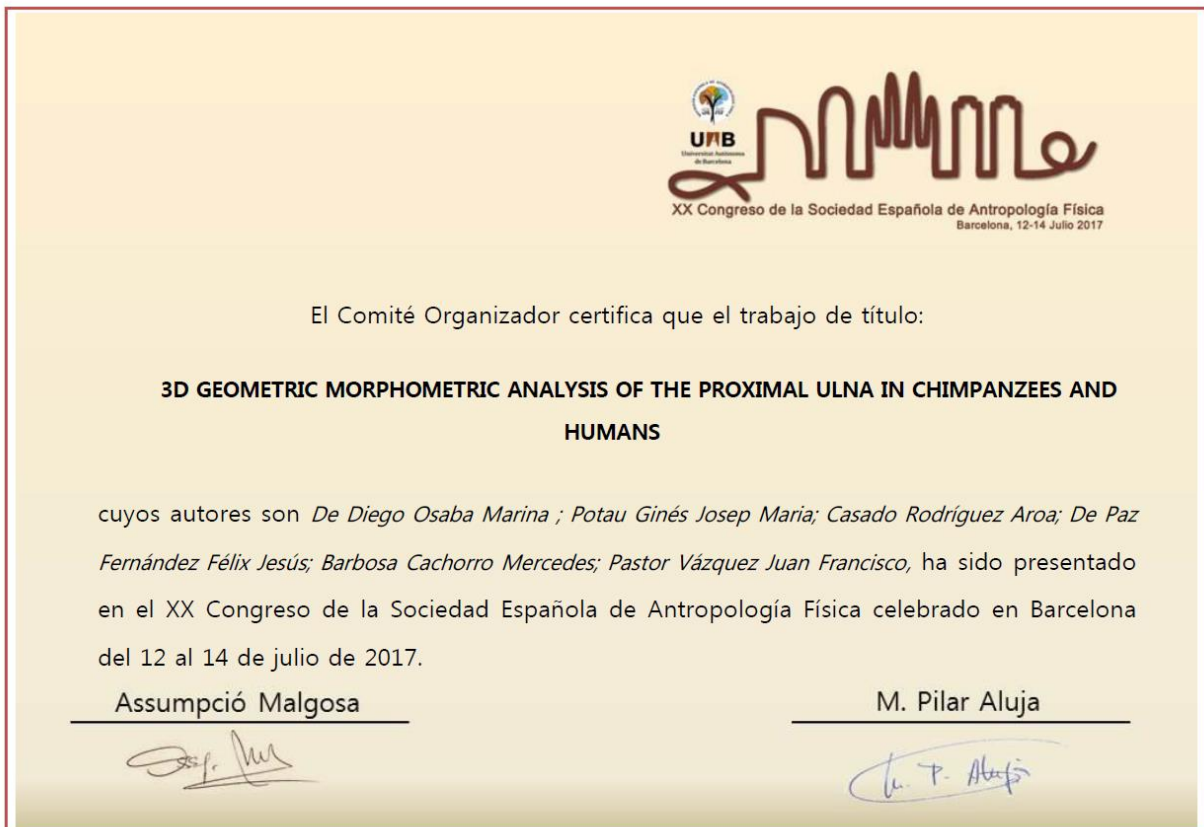 UAB
Universitat Autònoma
de Barcelona
XX Congreso de la Sociedad Española de Antropología Física
Barcelona, 12-14 Julio 2017
El Comité Organizador certifica que el trabajo de título:
3D GEOMETRIC MORPHOMETRIC ANALYSIS OF THE PROXIMAL ULNA IN CHIMPANZEES AND
HUMANS
cuyos autores son De Diego Osaba Marina ; Potau Ginés Josep Maria; Casado Rodríguez Aroa; De Paz
Fernández Félix Jesús; Barbosa Cachorro Mercedes; Pastor Vázquez Juan Francisco, ha sido presentado
en el XX Congreso de la Sociedad Española de Antropología Física celebrado en Barcelona
del 12 al 14 de julio de 2017.
Assumpció Malgosa
M. Pilar Aluja
M. P. Aluja